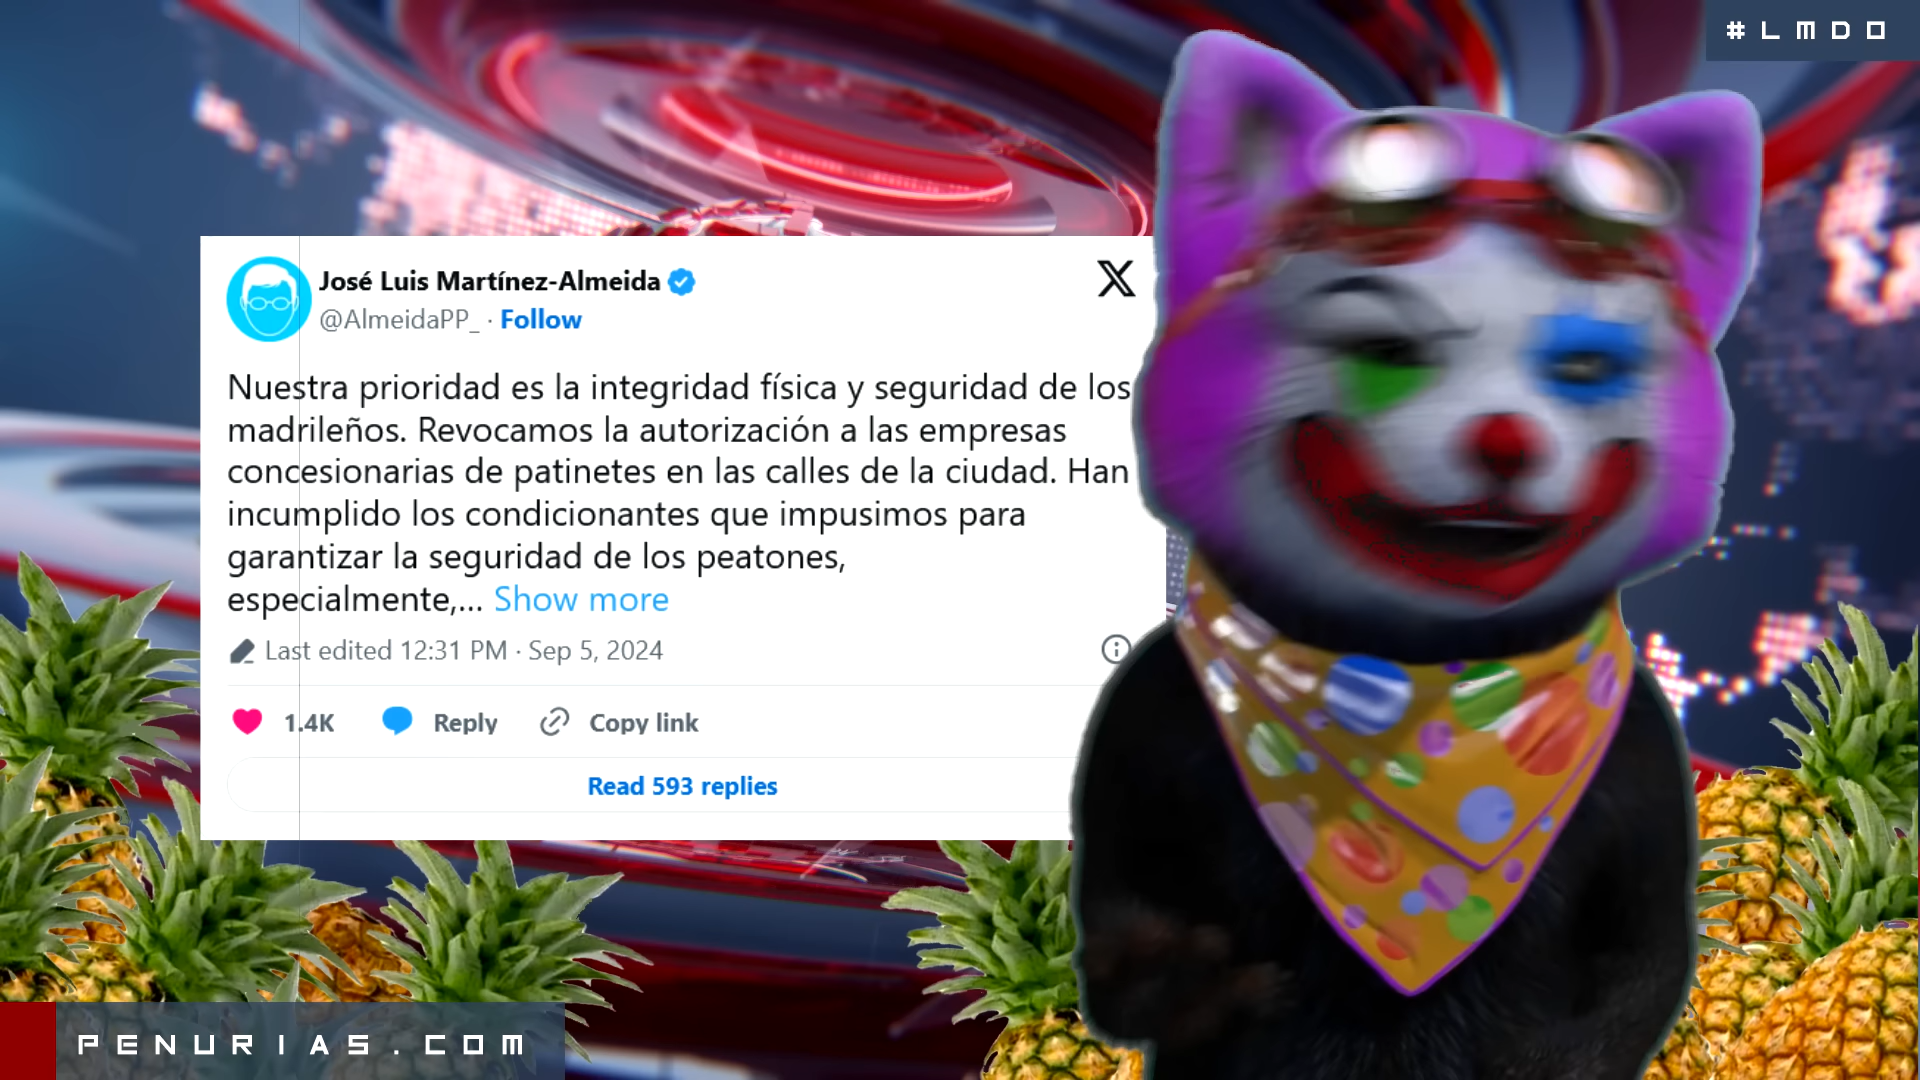 #LMDO
José Luis Martínez-Almeida
@AlmeidaPP_ · Follow
Nuestra prioridad es la integridad física y seguridad de los
madrileños. Revocamos la autorización a las empresas
concesionarias de patinetes en las calles de la ciudad. Han
incumplido los condicionantes que impusimos para
garantizar la seguridad de los peatones,
especialmente,... Show more
Last edited 12:31 PM · Sep 5, 2024
1.4K Reply Copy link
Read 593 replies
PENURIAS.COM